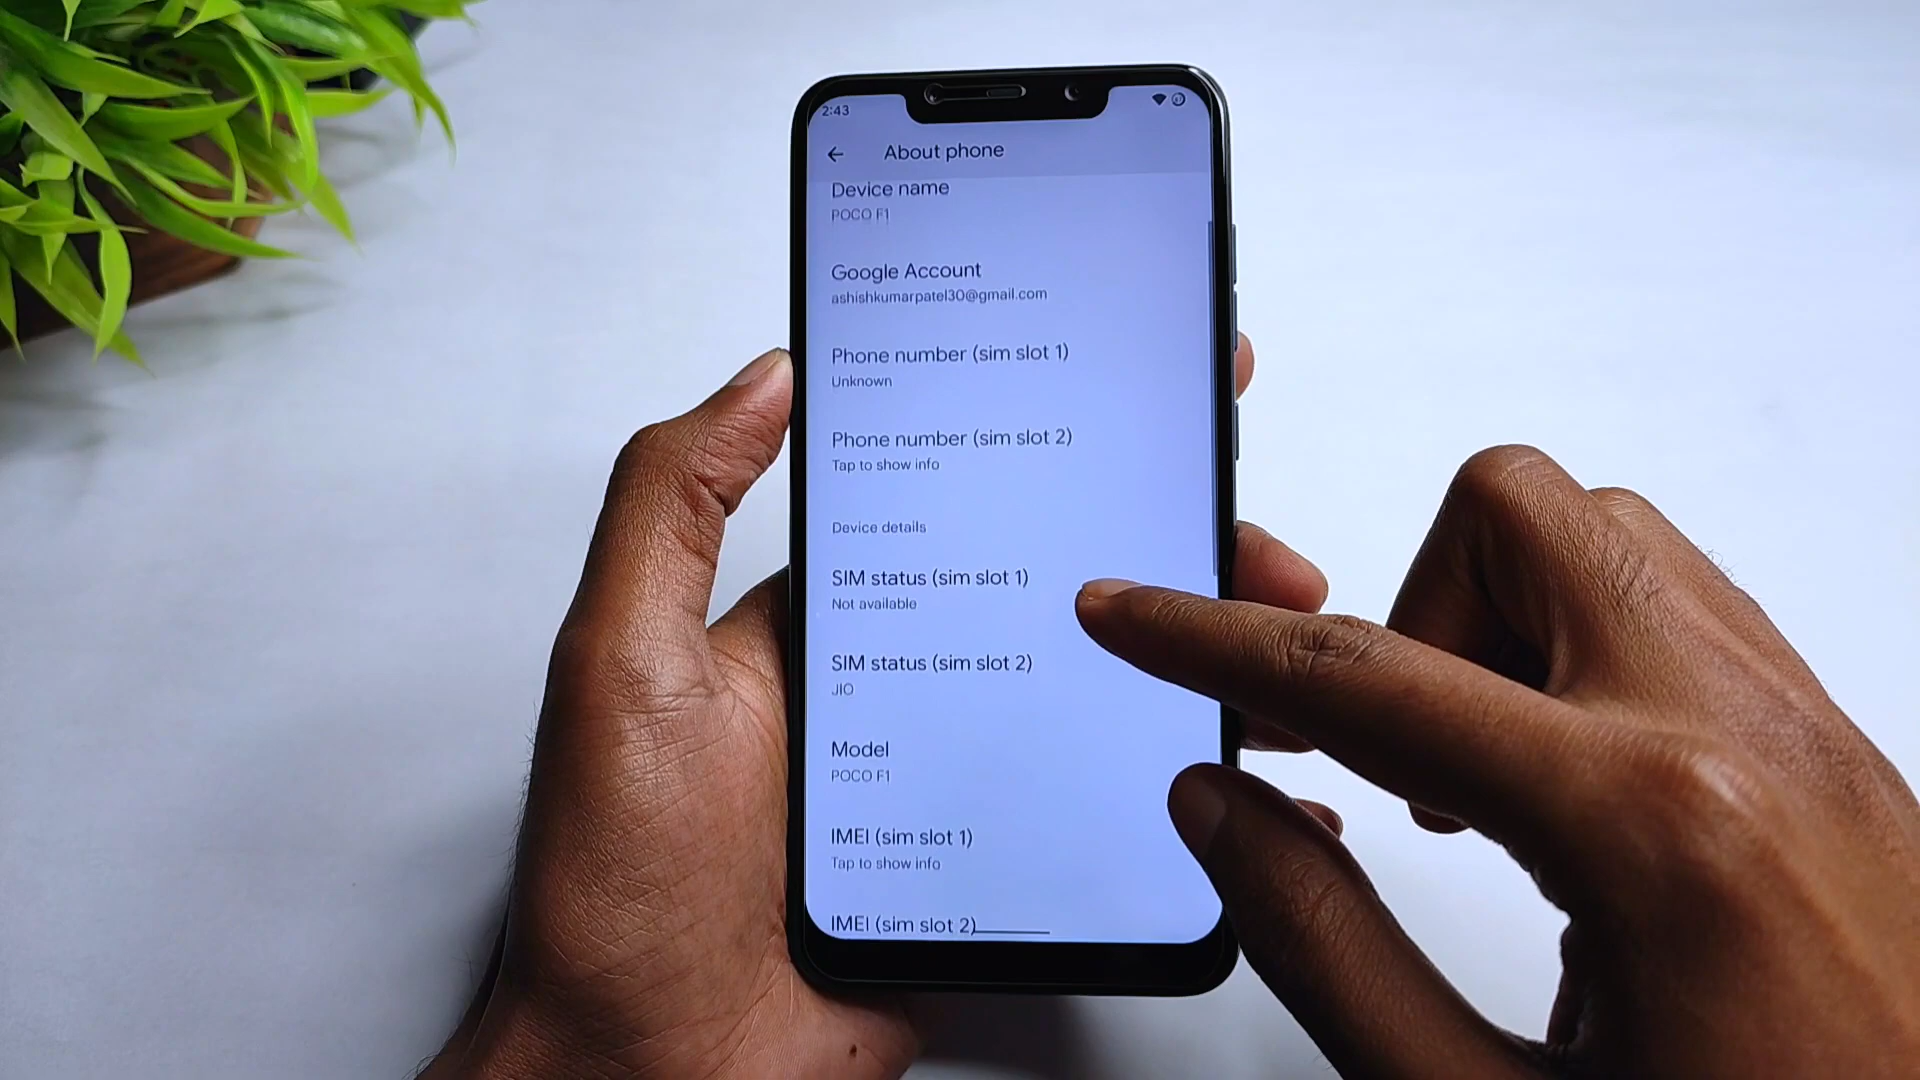 2:43
About phone
Device name
POCO F1
Google Account
ashishkumarpatel30@gmail.com
Phone number (sim slot 1)
Unknown
Phone number (sim slot 2)
Tap to show info
Device details
SIM status (sim slot 1)
Not available
SIM status (sim slot 2)
JIO
Model
POCO F1
IMEI (sim slot 1)
Tap to show info
IMEI (sim slot 2)